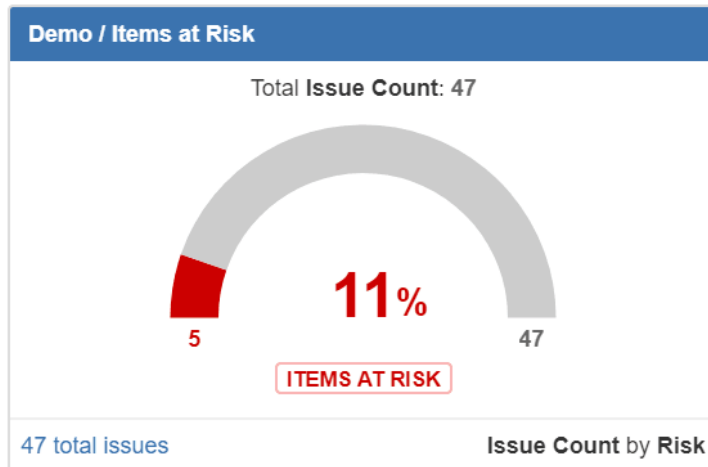 Demo / Items at Risk
Total Issue Count: 47
11%
5
47
ITEMS AT RISK
47 total issues
Issue Count by Risk